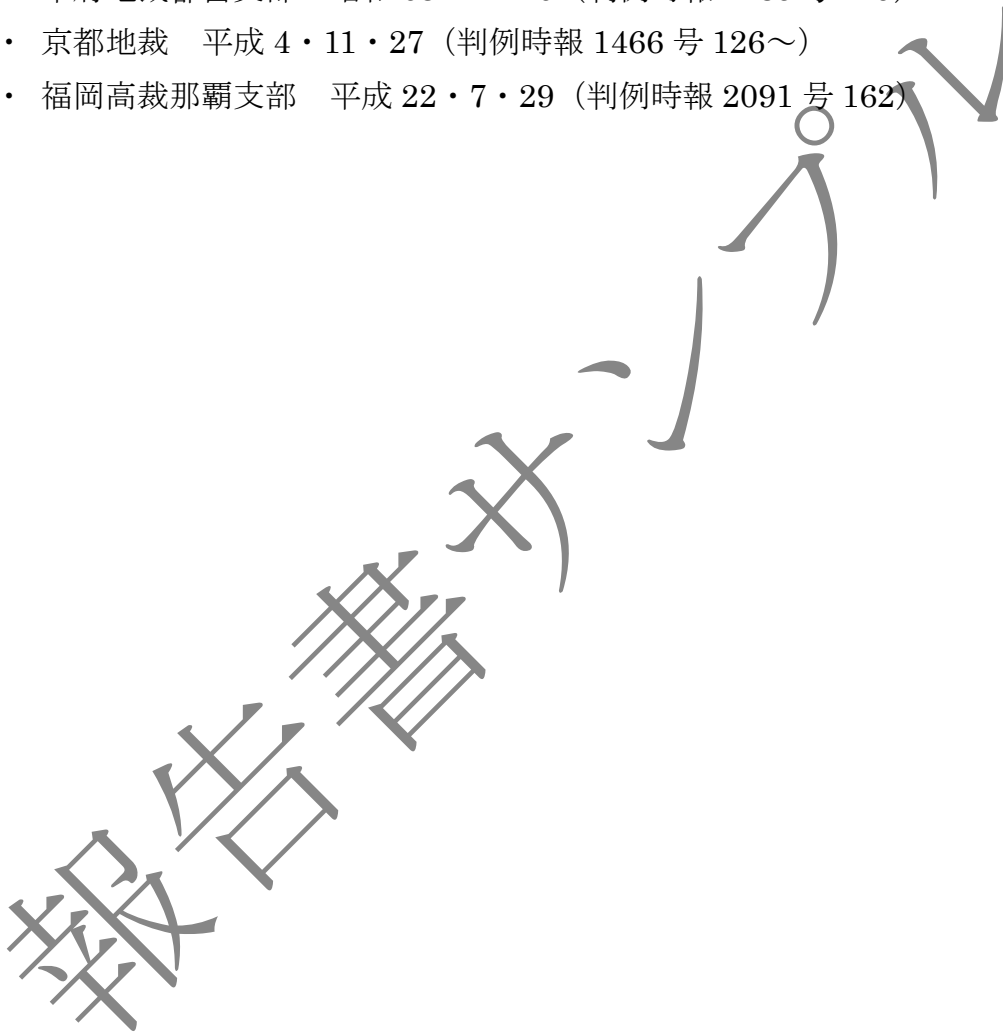 ・ 京都地裁　平成 4・11・27（判例時報 1466 号 126～）
・ 福岡高裁那覇支部　平成 22・7・29（判例時報 2091 号 162）
報告書サンプル